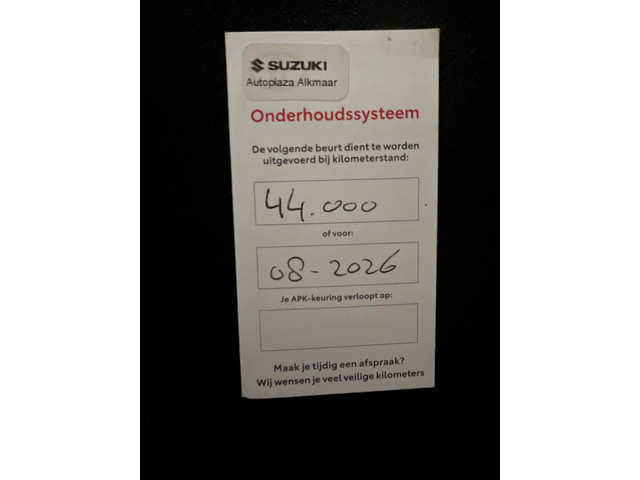 SUZUKI
Autoplaza Alkmaar
Onderhoudssysteem
De volgende beurt dient te worden
uitgevoerd bij kilometerstand:
44.000
of voor:
08-2026
Je APK-keuring verloopt op:
Maak je tijdig een afspraak?
Wij wensen je veel veilige kilometers